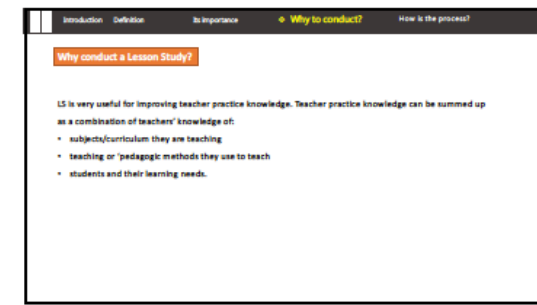 Introduction Definition Its importance ❖ Why to conduct? How is the process?
Why conduct a Lesson Study?
LS is very useful for improving teacher practice knowledge. Teacher practice knowledge can be summed up
as a combination of teachers' knowledge of:
• subjects/curriculum they are teaching
• teaching or 'pedagogic methods they use to teach
• students and their learning needs.